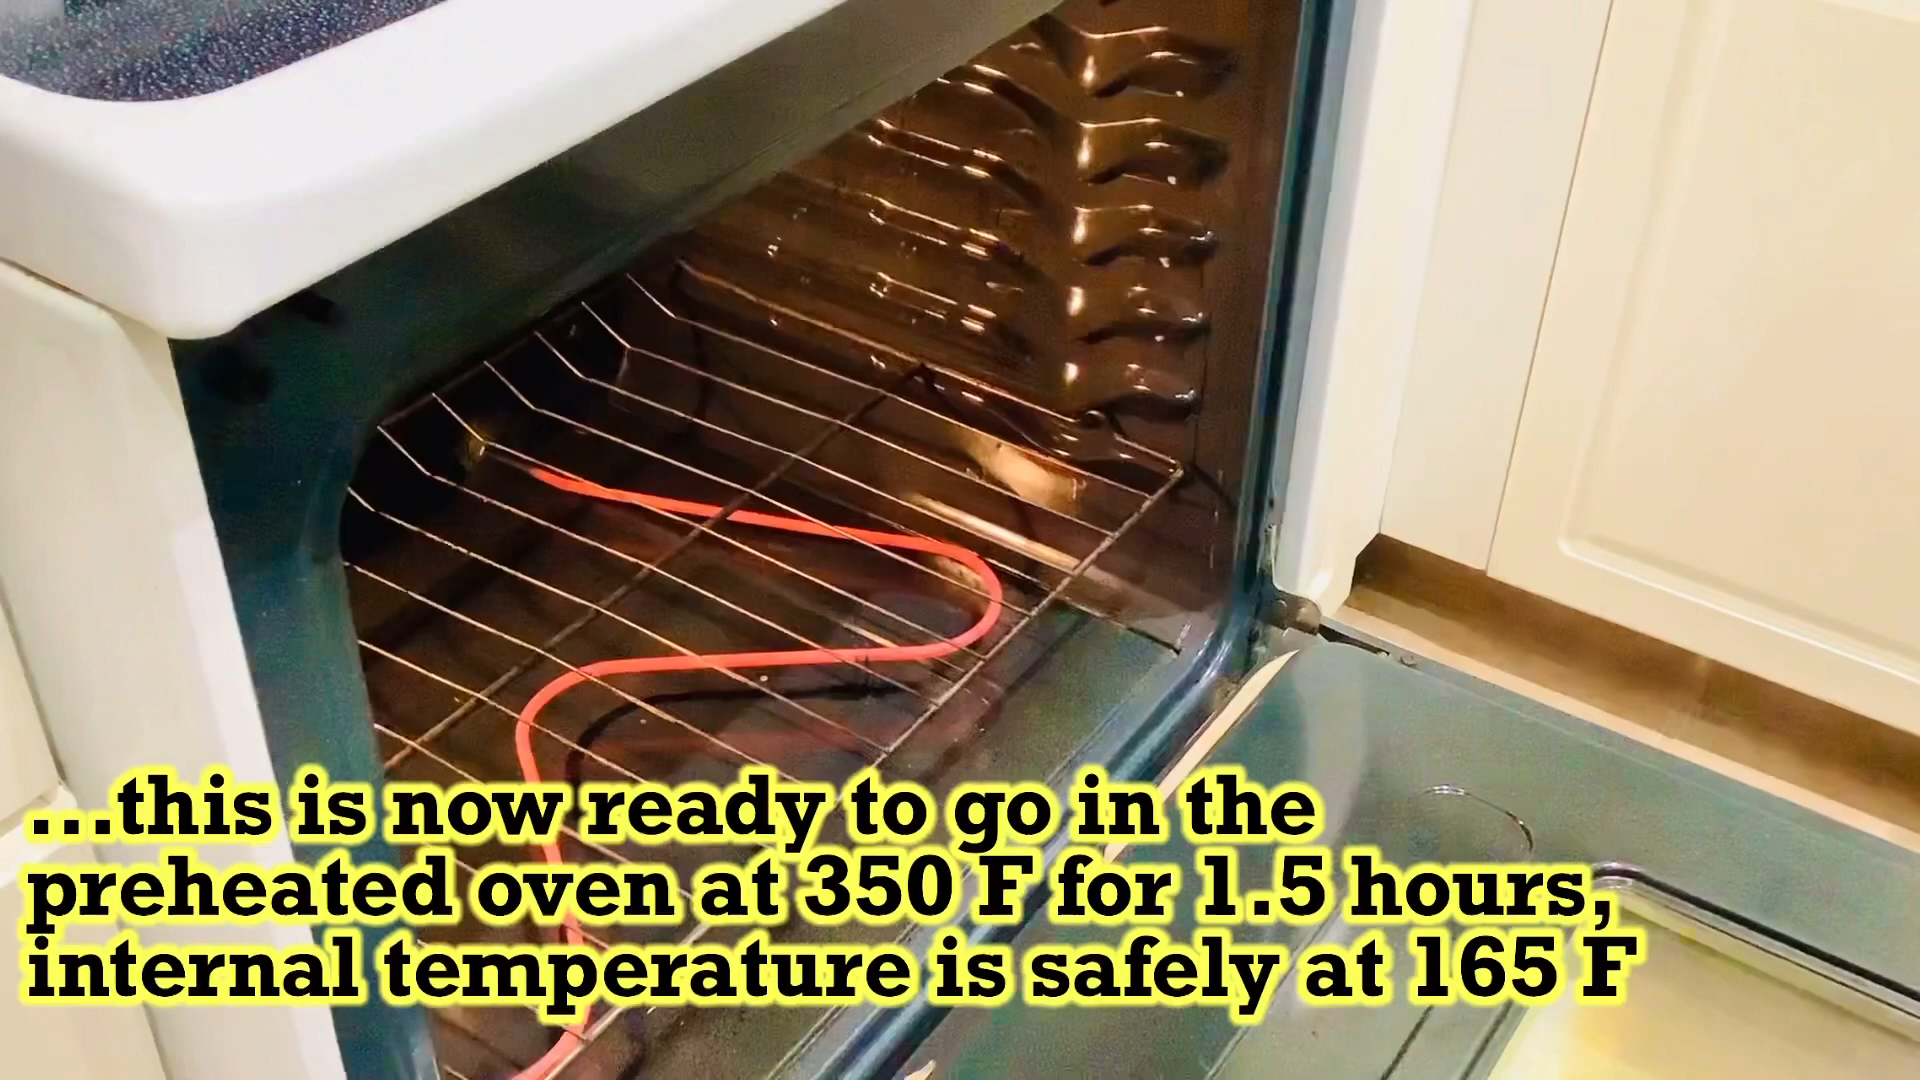 ...this is now ready to go in the
preheated oven at 350 F for 1.5 hours,
internal temperature is safely at 165 F